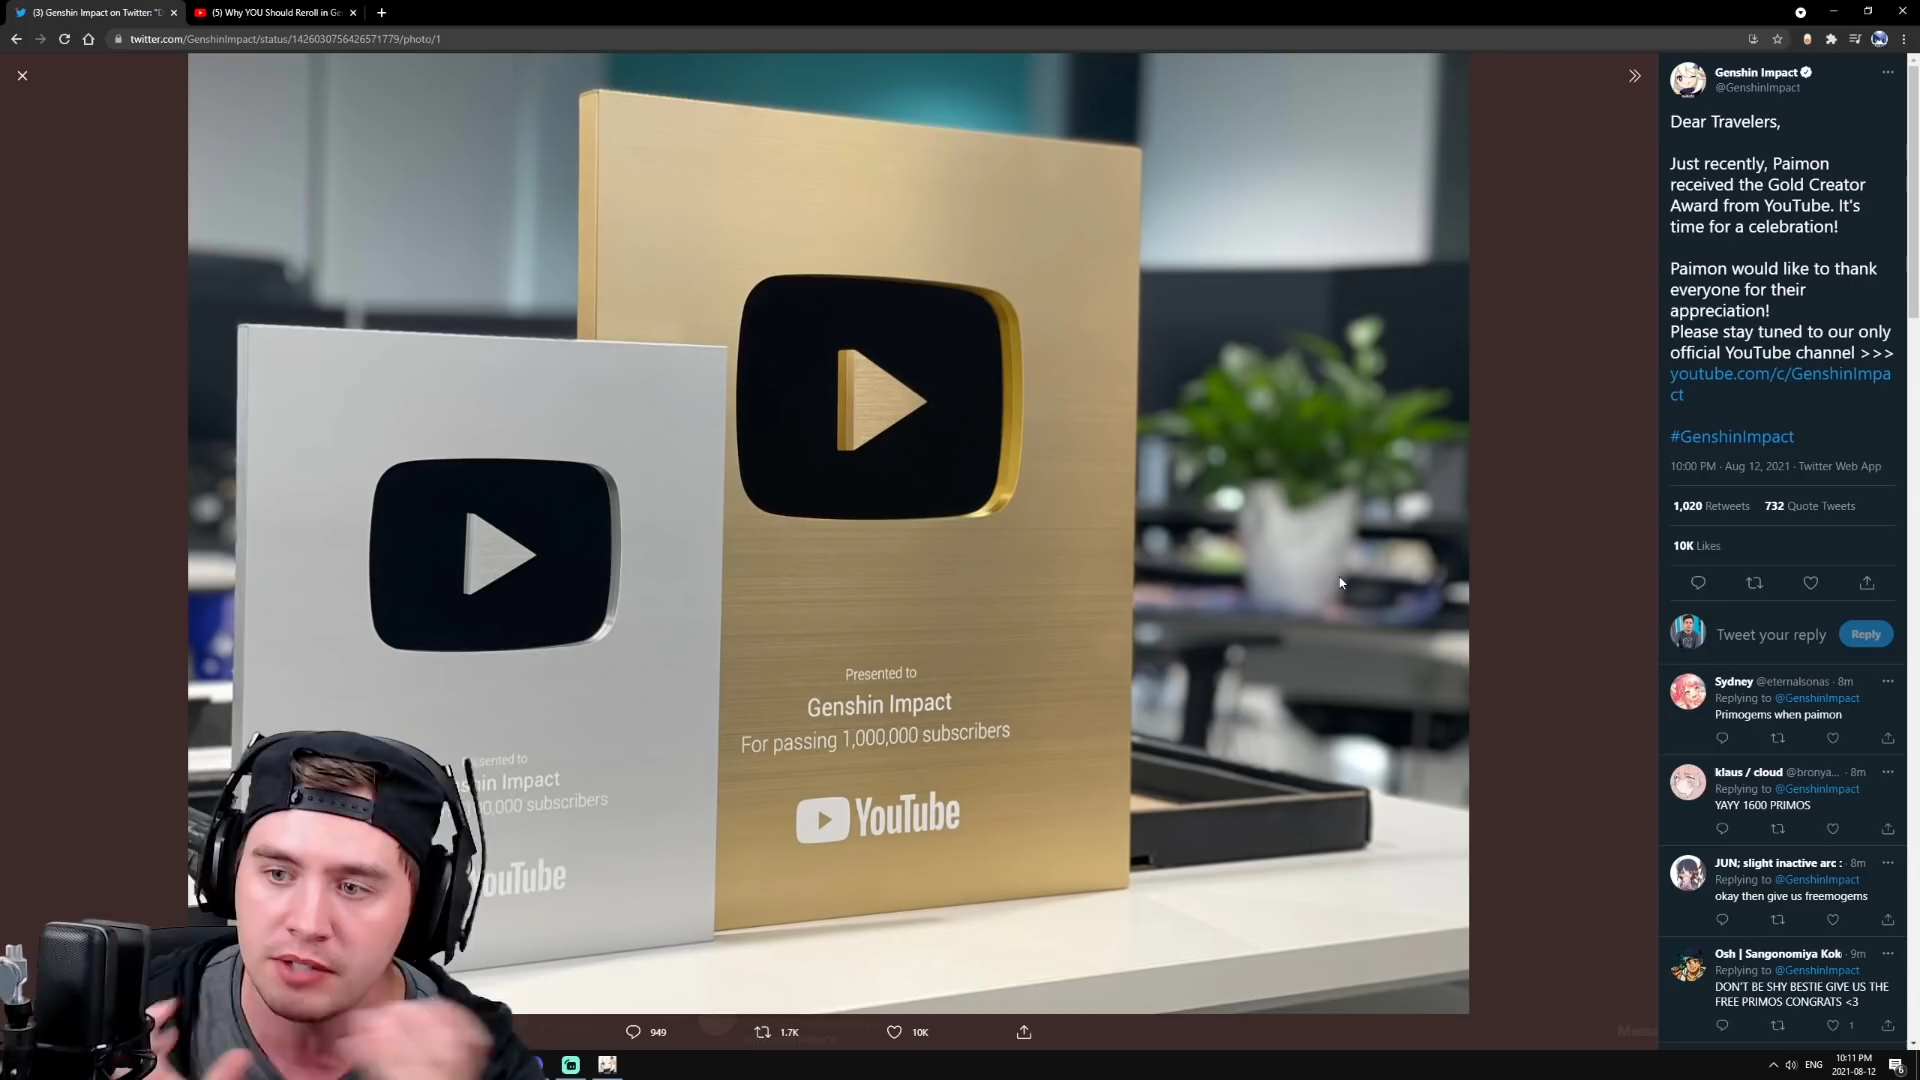 (3) Genshin Impact on Twitter: "D
(5) Why YOU Should Reroll in Ge
twitter.com/GenshinImpact/status/1426030756426571779/photo/1
Presented to
Genshin Impact
For passing 1,000,000 subscribers
YouTube
Impact
subscribers
949
1.7K
10K
Genshin Impact
@GenshinImpact
Dear Travelers,
Just recently, Paimon
received the Gold Creator
Award from YouTube. It's
time for a celebration!
Paimon would like to thank
everyone for their
appreciation!
Please stay tuned to our only
official YouTube channel >>>
youtube.com/c/GenshinImpa
ct
#GenshinImpact
10:00 PM · Aug 12, 2021 · Twitter Web App
1,020 Retweets 732 Quote Tweets
10K Likes
Tweet your reply Reply
Sydney @eternalsonas · 8m
Replying to @GenshinImpact
Primogems when paimon
klaus / cloud @bronya... · 8m
Replying to @GenshinImpact
YAYY 1600 PRIMOS
JUN; slight inactive arc : · 8m
Replying to @GenshinImpact
okay then give us freemogems
Osh | Sangonomiya Kok · 9m
Replying to @GenshinImpact
DON'T BE SHY BESTIE GIVE US THE
FREE PRIMOS CONGRATS <3
1
ENG
10:11 PM
2021-08-12
6